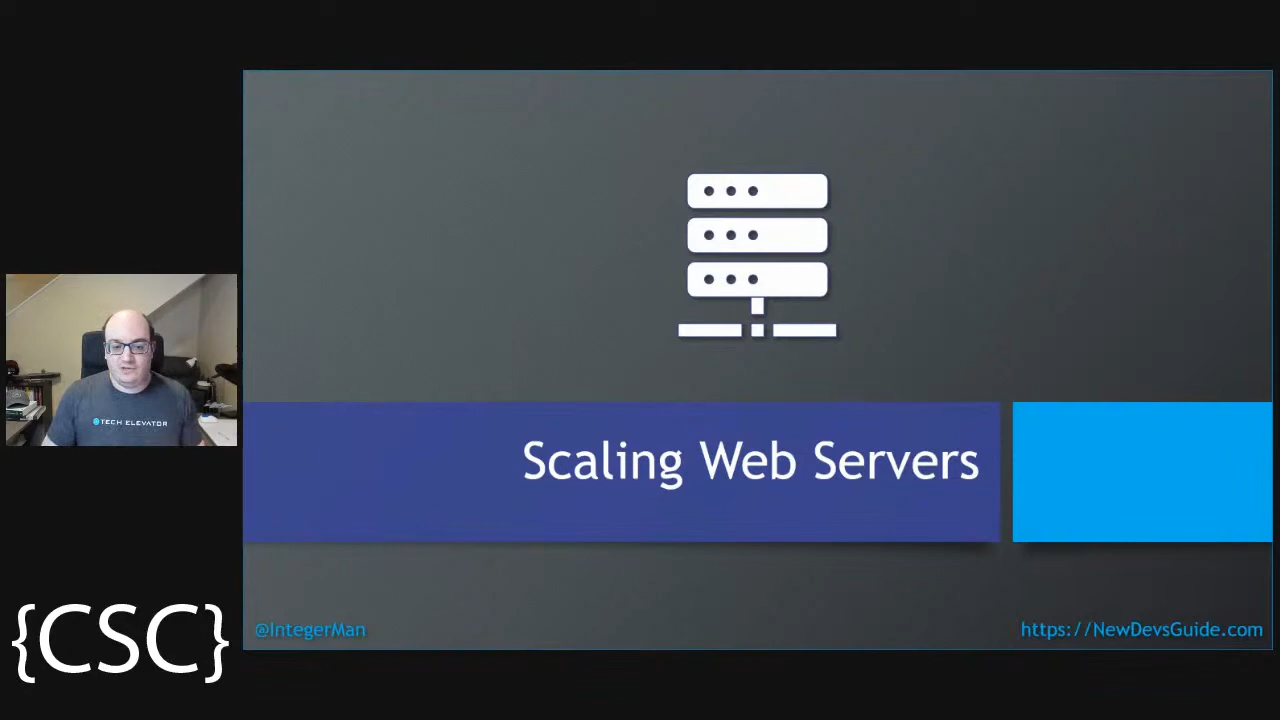 Scaling Web Servers
TECH ELEVATOR
{CSC}
@IntegerMan
https://NewDevsGuide.com